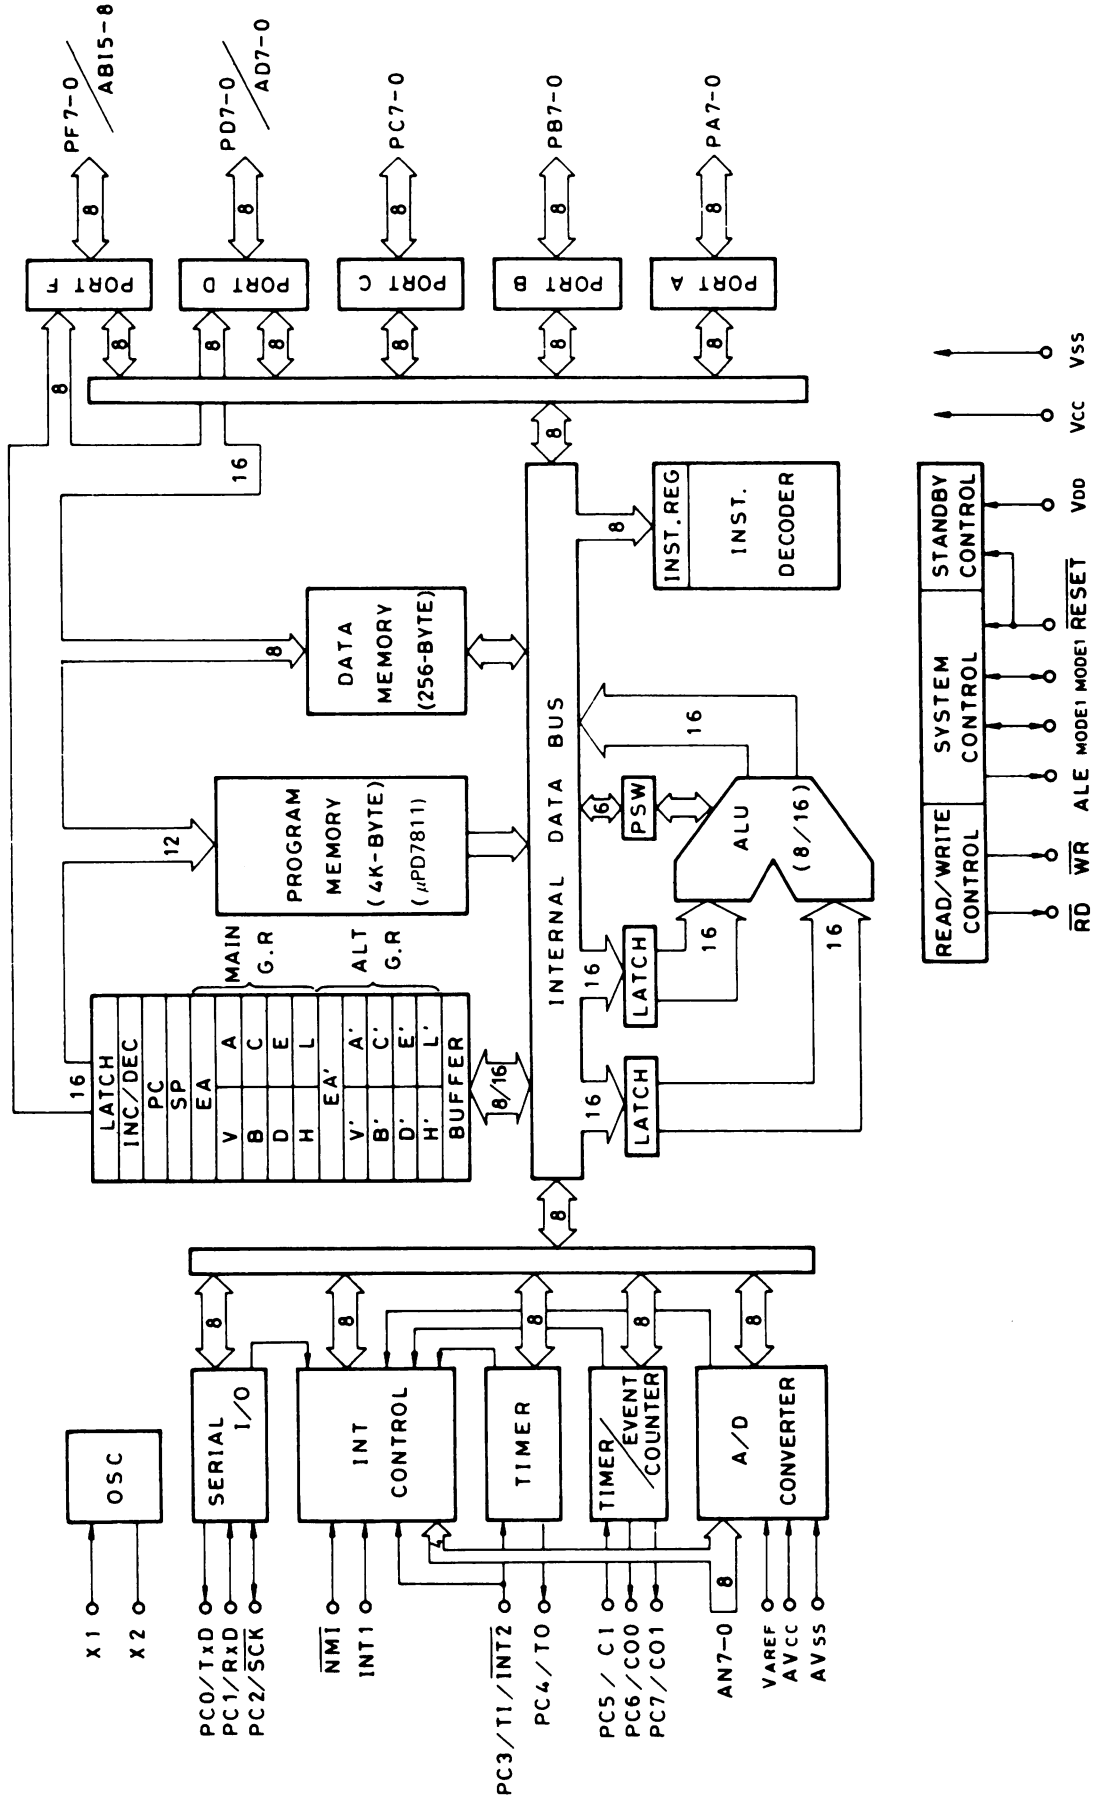 X1
X2
OSC
PC0/TxD
PC1/RxD
PC2/SCK
SERIAL
I/O
8
NMI
INT1
INT
CONTROL
8
4
PC3/TI/INT2
PC4/TO
TIMER
8
PC5/CI
PC6/CO0
PC7/CO1
TIMER
/EVENT
COUNTER
8
AN7-0
8
VAREF
AVCC
AVSS
A/D
CONVERTER
8
8
16
LATCH
INC/DEC
PC
SP
EA
V A
B C
D E
H L
EA'
V' A'
B' C'
D' E'
H' L'
BUFFER
MAIN
G.R
ALT
G.R
8/16
12
PROGRAM
MEMORY
(4K-BYTE)
(μPD7811)
8
DATA
MEMORY
(256-BYTE)
16
INTERNAL DATA BUS
16
LATCH
16
LATCH
16
16
6
PSW
ALU
(8/16)
16
8
INST.REG
INST.
DECODER
8
8
8
PORT F
8
PF7-0
/
AB15-8
8
8
PORT D
8
PD7-0
/
AD7-0
8
PORT C
8
PC7-0
8
PORT B
8
PB7-0
8
PORT A
8
PA7-0
READ/WRITE
CONTROL
SYSTEM
CONTROL
STANDBY
CONTROL
RD
WR
ALE
MODE1
MODE1
RESET
VDD
VCC
VSS